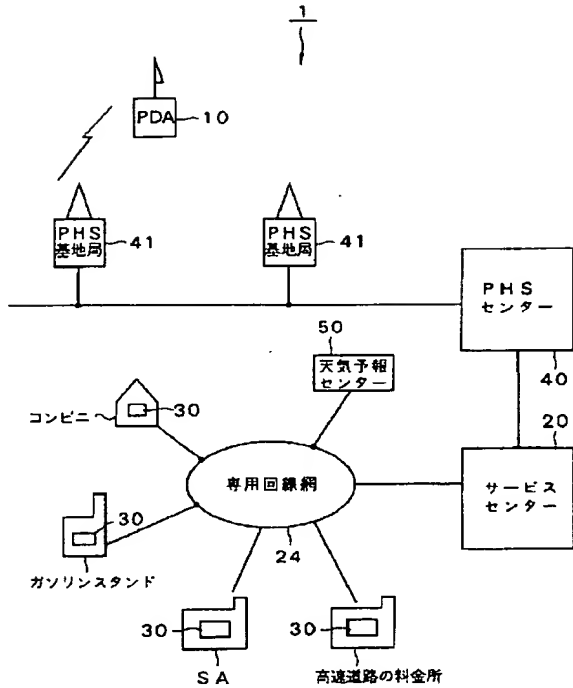 1
PDA
10
PHS
基地局
41
PHS
基地局
41
PHS
センター
40
50
天気予報
センター
20
コンビニ
30
専用回線網
サービス
センター
30
24
ガソリンスタンド
30
30
SA
高速道路の料金所